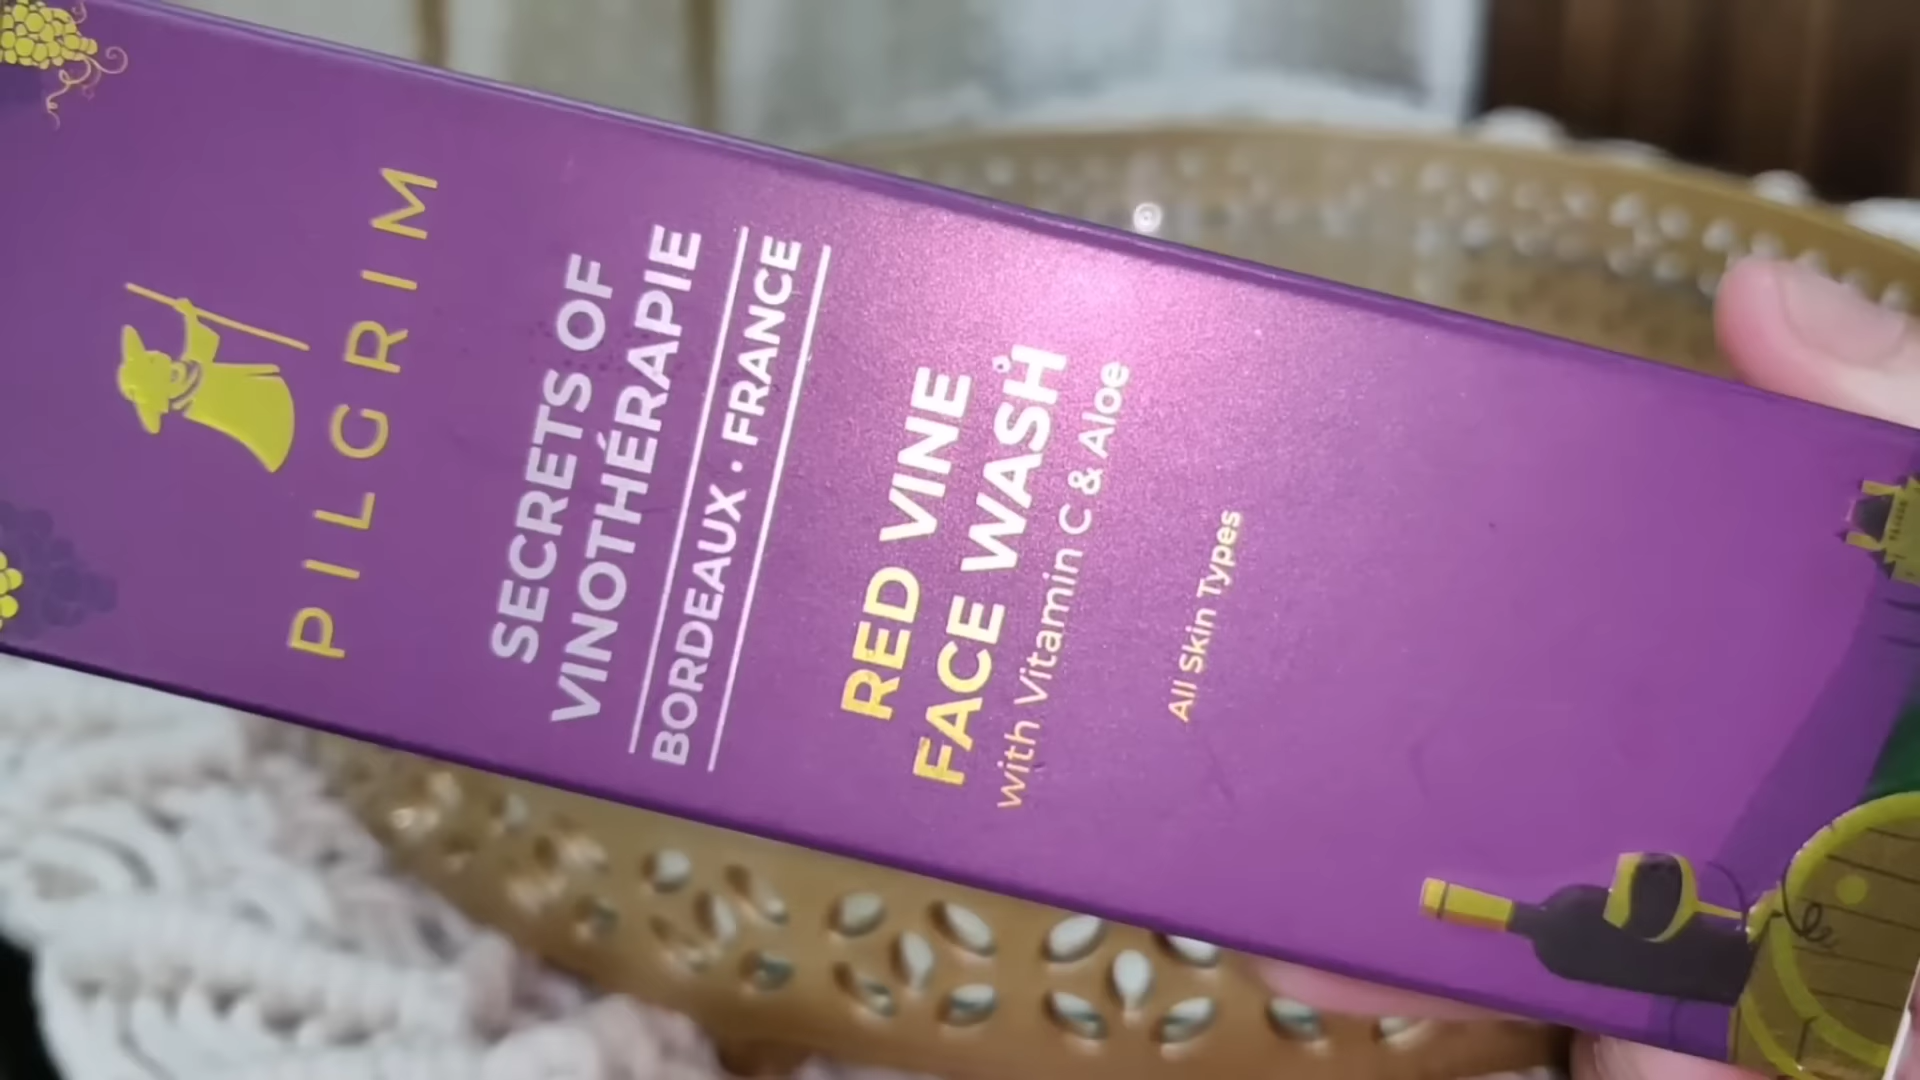 PILGRIM
SECRETS OF
VINOTHÉRAPIE
BORDEAUX • FRANCE
RED VINE
FACE WASH
with Vitamin C & Aloe
All Skin Types